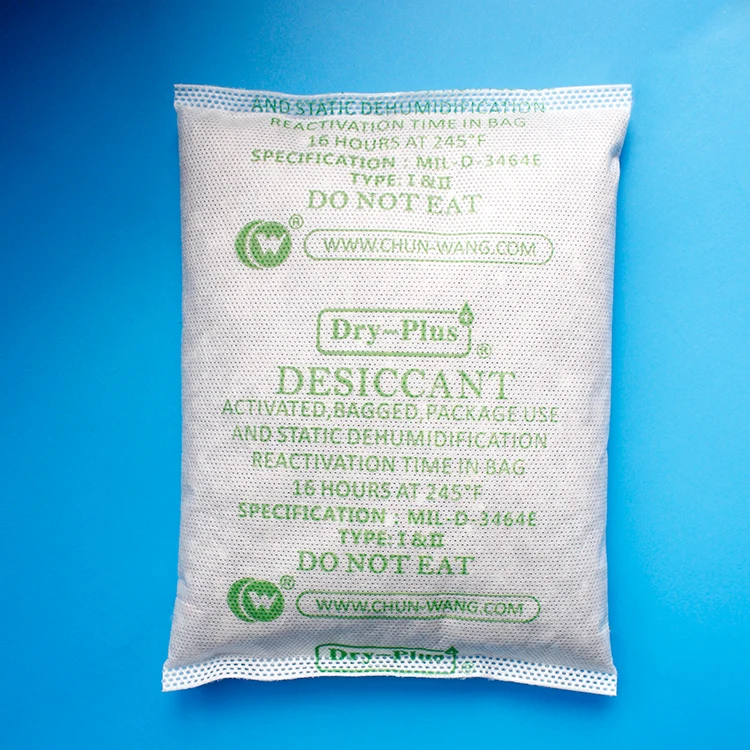 AND STATIC DEHUMIDIFICATION
REACTIVATION TIME IN BAG
16 HOURS AT 245°F
SPECIFICATION : MIL-D-3464E
TYPE: I & II
DO NOT EAT
CW® WWW.CHUN-WANG.COM
Dry-Plus®
DESICCANT
ACTIVATED, BAGGED, PACKAGE USE
AND STATIC DEHUMIDIFICATION
REACTIVATION TIME IN BAG
16 HOURS AT 245°F
SPECIFICATION : MIL-D-3464E
TYPE: I & II
DO NOT EAT
CW® WWW.CHUN-WANG.COM
Dry-Plus